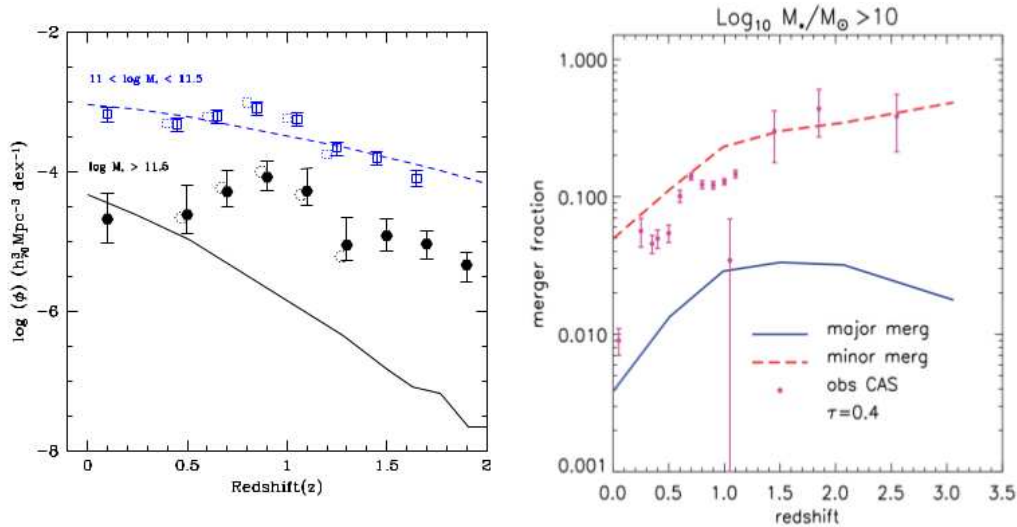 -2
-4
-6
-8
11 < log M* < 11.5
log M* > 11.5
log (ϕ) (h³₇₀ Mpc⁻³ dex⁻¹)
0 0.5 1 1.5 2
Redshift(z)
Log₁₀ M*/M⊙ >10
1.000
0.100
0.010
0.001
merger fraction
major merg
minor merg
obs CAS
τ=0.4
0.0 0.5 1.0 1.5 2.0 2.5 3.0 3.5
redshift